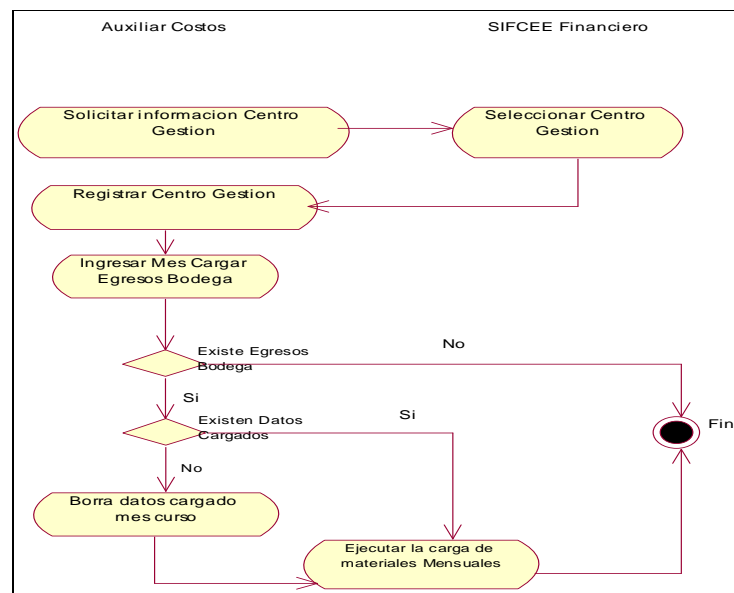 Auxiliar Costos
SIFCEE Financiero
Solicitar informacion Centro
Gestion
Seleccionar Centro
Gestion
Registrar Centro Gestion
Ingresar Mes Cargar
Egresos Bodega
Existe Egresos
Bodega
No
Si
Existen Datos
Cargados
Si
Fin
No
Borra datos cargado
mes curso
Ejecutar la carga de
materiales Mensuales